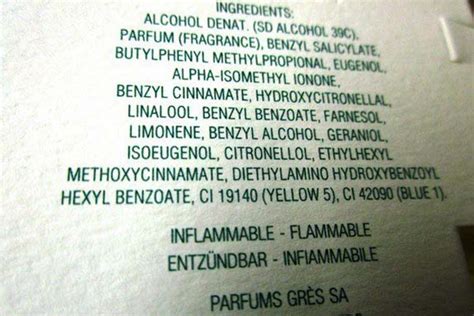 INGREDIENTS:
ALCOHOL DENAT. (SD ALCOHOL 39C).
PARFUM (FRAGRANCE), BENZYL SALICYLATE,
BUTYLPHENYL METHYLPROPIONAL, EUGENOL,
ALPHA-ISOMETHYL IONONE,
BENZYL CINNAMATE, HYDROXYCITRONELLAL,
LINALOOL, BENZYL BENZOATE, FARNESOL,
LIMONENE, BENZYL ALCOHOL, GERANIOL,
ISOEUGENOL, CITRONELLOL, ETHYLHEXYL
METHOXYCINNAMATE, DIETHYLAMINO HYDROXYBENZOYL
HEXYL BENZOATE, CI 19140 (YELLOW 5), CI 42090 (BLUE 1).
INFLAMMABLE - FLAMMABLE
ENTZÜNDBAR - INFIAMMABILE
PARFUMS GRÈS SA